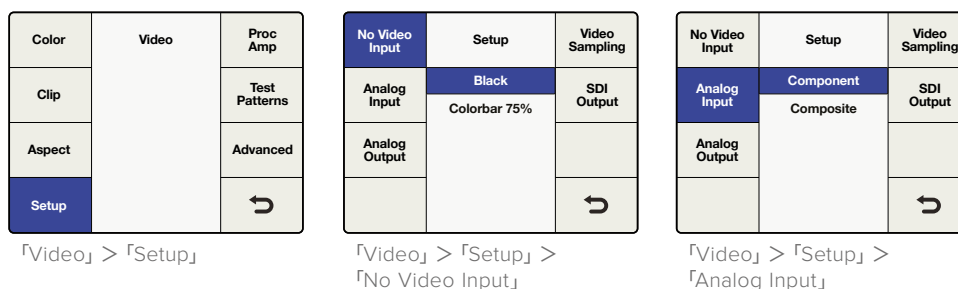 Color
Video
Proc
Amp
Clip
Test
Patterns
Aspect
Advanced
Setup
「Video」 > 「Setup」
No Video
Input
Setup
Video
Sampling
Analog
Input
Black
Colorbar 75%
SDI
Output
Analog
Output
「Video」 > 「Setup」 >
「No Video Input」
No Video
Input
Setup
Video
Sampling
Analog
Input
Component
Composite
SDI
Output
Analog
Output
「Video」 > 「Setup」 >
「Analog Input」